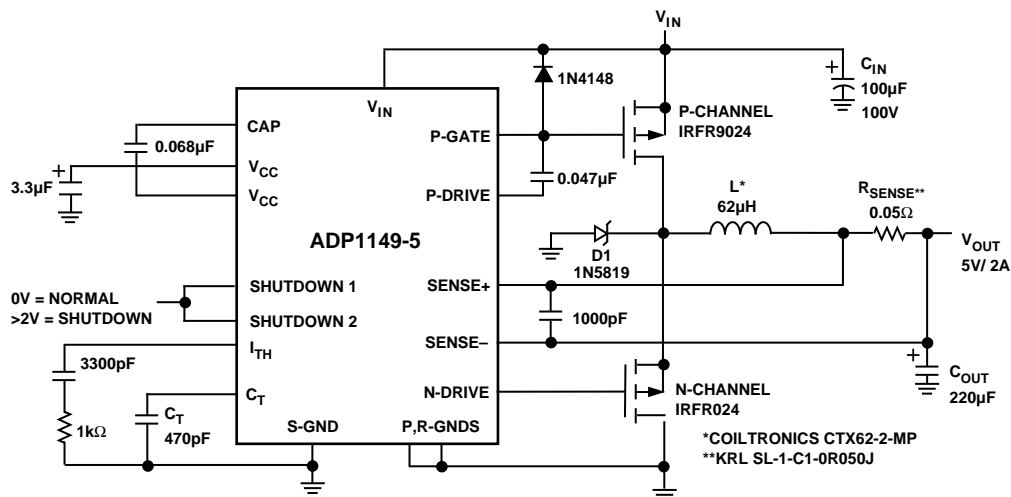 VIN
VIN
1N4148
CIN
100µF
100V
+
P-CHANNEL
IRFR9024
CAP
0.068µF
VCC
VCC
+
3.3µF
P-GATE
P-DRIVE
0.047µF
ADP1149-5
L*
62µH
RSENSE**
0.05Ω
VOUT
5V/ 2A
D1
1N5819
SHUTDOWN 1
SHUTDOWN 2
0V = NORMAL
>2V = SHUTDOWN
SENSE+
1000pF
SENSE–
ITH
3300pF
1kΩ
CT
CT
470pF
N-DRIVE
N-CHANNEL
IRFR024
+
COUT
220µF
S-GND
P,R-GNDS
*COILTRONICS CTX62-2-MP
**KRL SL-1-C1-0R050J